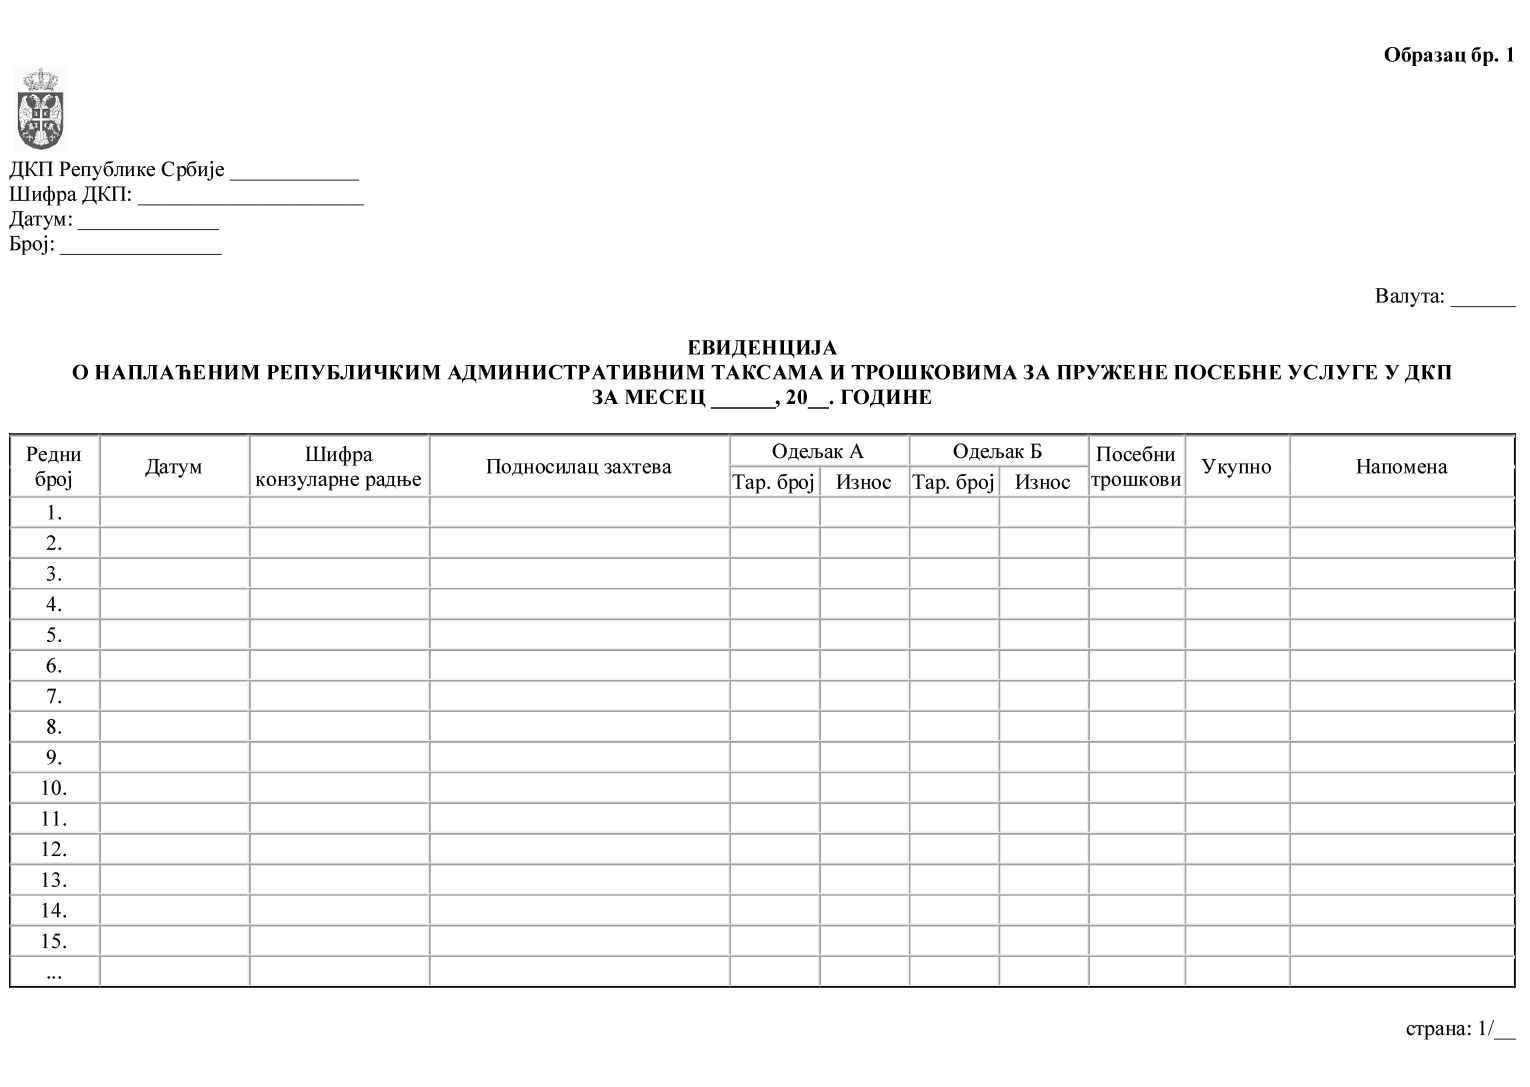 Образац бр. 1
ДКП Републике Србије ____________
Шифра ДКП: _____________________
Датум: _____________
Број: _______________
Валута: ______
ЕВИДЕНЦИЈА
О НАПЛАЋЕНИМ РЕПУБЛИЧКИМ АДМИНИСТРАТИВНИМ ТАКСАМА И ТРОШКОВИМА ЗА ПРУЖЕНЕ ПОСЕБНЕ УСЛУГЕ У ДКП
ЗА МЕСЕЦ ______, 20__. ГОДИНЕ
Редни број Датум Шифра конзуларне радње Подносилац захтева Одељак А Одељак Б Посебни трошкови Укупно Напомена
Тар. број Износ Тар. број Износ
1.
2.
3.
4.
5.
6.
7.
8.
9.
10.
11.
12.
13.
14.
15.
...
страна: 1/__